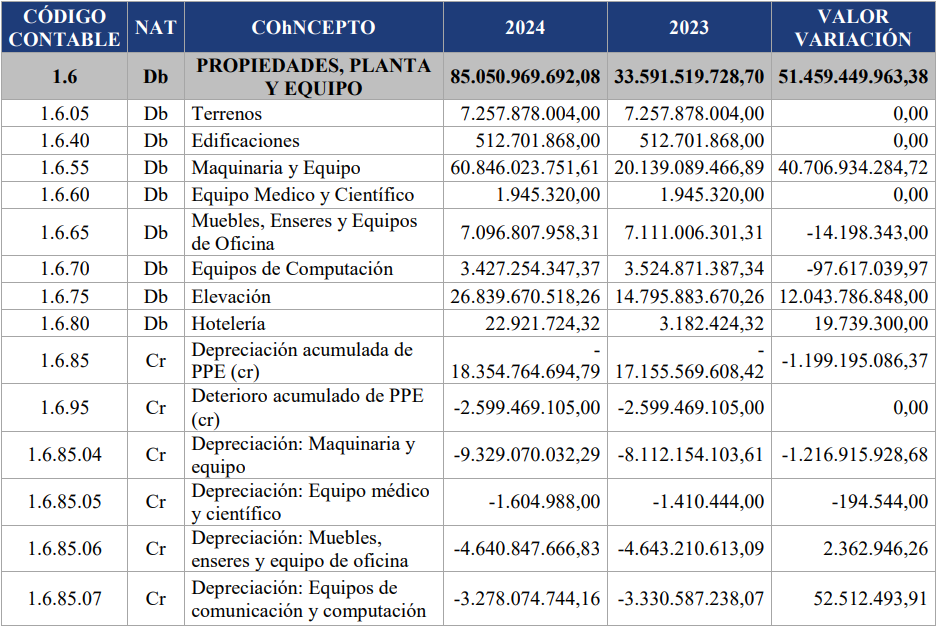 CÓDIGO CONTABLE NAT COhNCEPTO 2024 2023 VALOR VARIACIÓN
1.6 Db PROPIEDADES, PLANTA Y EQUIPO 85.050.969.692,08 33.591.519.728,70 51.459.449.963,38
1.6.05 Db Terrenos 7.257.878.004,00 7.257.878.004,00 0,00
1.6.40 Db Edificaciones 512.701.868,00 512.701.868,00 0,00
1.6.55 Db Maquinaria y Equipo 60.846.023.751,61 20.139.089.466,89 40.706.934.284,72
1.6.60 Db Equipo Medico y Científico 1.945.320,00 1.945.320,00 0,00
1.6.65 Db Muebles, Enseres y Equipos de Oficina 7.096.807.958,31 7.111.006.301,31 -14.198.343,00
1.6.70 Db Equipos de Computación 3.427.254.347,37 3.524.871.387,34 -97.617.039,97
1.6.75 Db Elevación 26.839.670.518,26 14.795.883.670,26 12.043.786.848,00
1.6.80 Db Hotelería 22.921.724,32 3.182.424,32 19.739.300,00
1.6.85 Cr Depreciación acumulada de PPE (cr) -18.354.764.694,79 -17.155.569.608,42 -1.199.195.086,37
1.6.95 Cr Deterioro acumulado de PPE (cr) -2.599.469.105,00 -2.599.469.105,00 0,00
1.6.85.04 Cr Depreciación: Maquinaria y equipo -9.329.070.032,29 -8.112.154.103,61 -1.216.915.928,68
1.6.85.05 Cr Depreciación: Equipo médico y científico -1.604.988,00 -1.410.444,00 -194.544,00
1.6.85.06 Cr Depreciación: Muebles, enseres y equipo de oficina -4.640.847.666,83 -4.643.210.613,09 2.362.946,26
1.6.85.07 Cr Depreciación: Equipos de comunicación y computación -3.278.074.744,16 -3.330.587.238,07 52.512.493,91